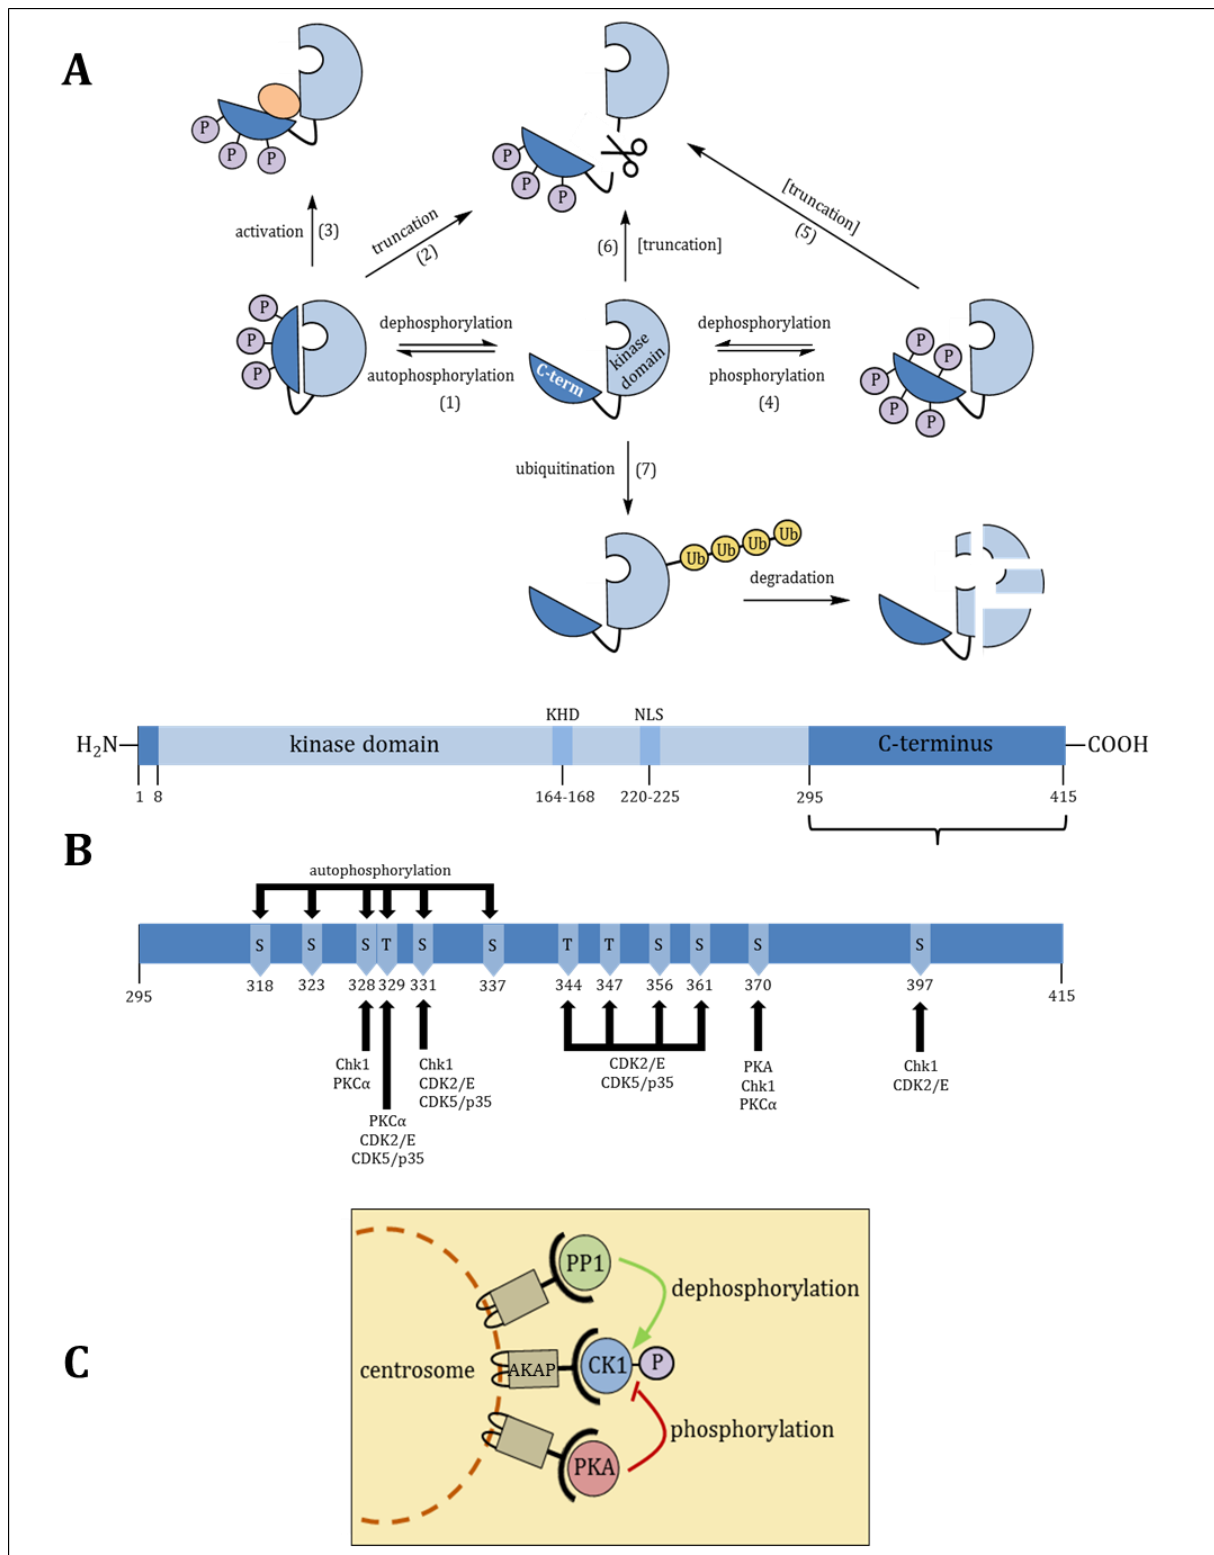 A
P
P
P
P
P
P
activation
(3)
truncation
(2)
(6)
[truncation]
[truncation]
(5)
P
P
P
dephosphorylation
autophosphorylation
(1)
C-term
kinase
domain
dephosphorylation
phosphorylation
(4)
P
P
P
P
P
ubiquitination
(7)
Ub
Ub
Ub
Ub
degradation
KHD
NLS
H₂N
kinase domain
C-terminus
COOH
1
8
164-168
220-225
295
415
B
autophosphorylation
S
S
S
T
S
S
T
T
S
S
S
S
295
318
323
328
329
331
337
344
347
356
361
370
397
415
Chk1
PKCα
PKCα
CDK2/E
CDK5/p35
Chk1
CDK2/E
CDK5/p35
CDK2/E
CDK5/p35
PKA
Chk1
PKCα
Chk1
CDK2/E
C
PP1
dephosphorylation
centrosome
AKAP
CK1
P
phosphorylation
PKA